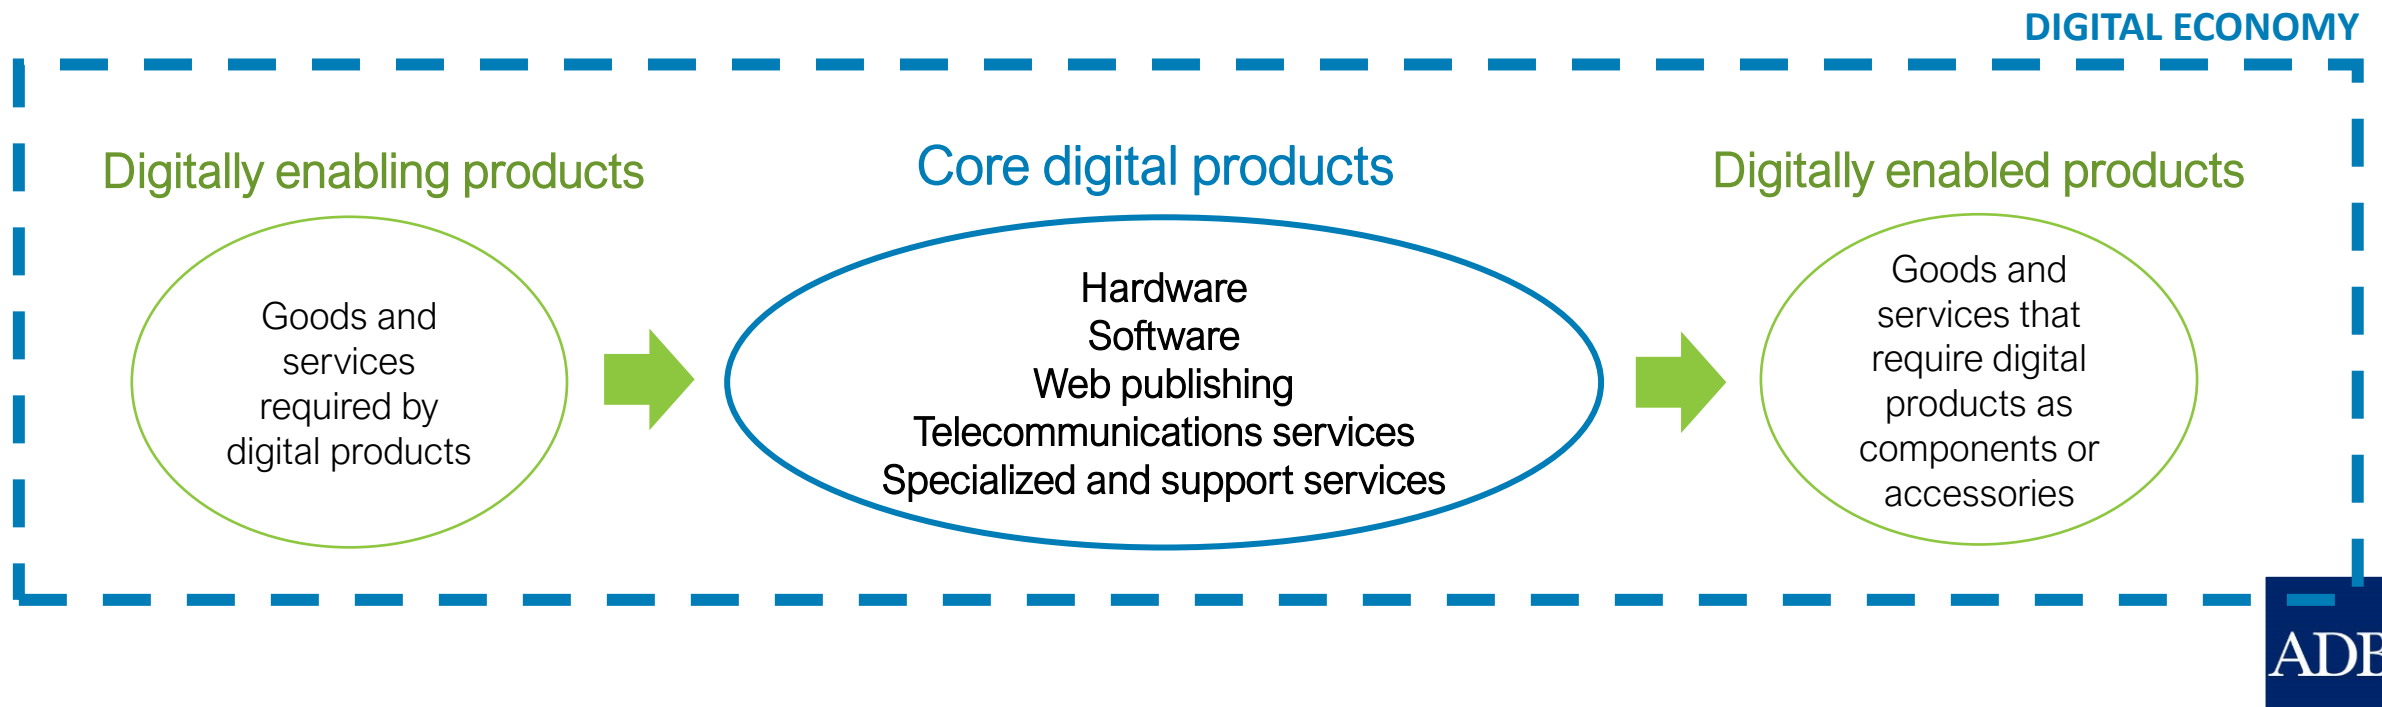 DIGITAL ECONOMY
Digitally enabling products
Goods and
services
required by
digital products
Core digital products
Hardware
Software
Web publishing
Telecommunications services
Specialized and support services
Digitally enabled products
Goods and
services that
require digital
products as
components or
accessories
ADB